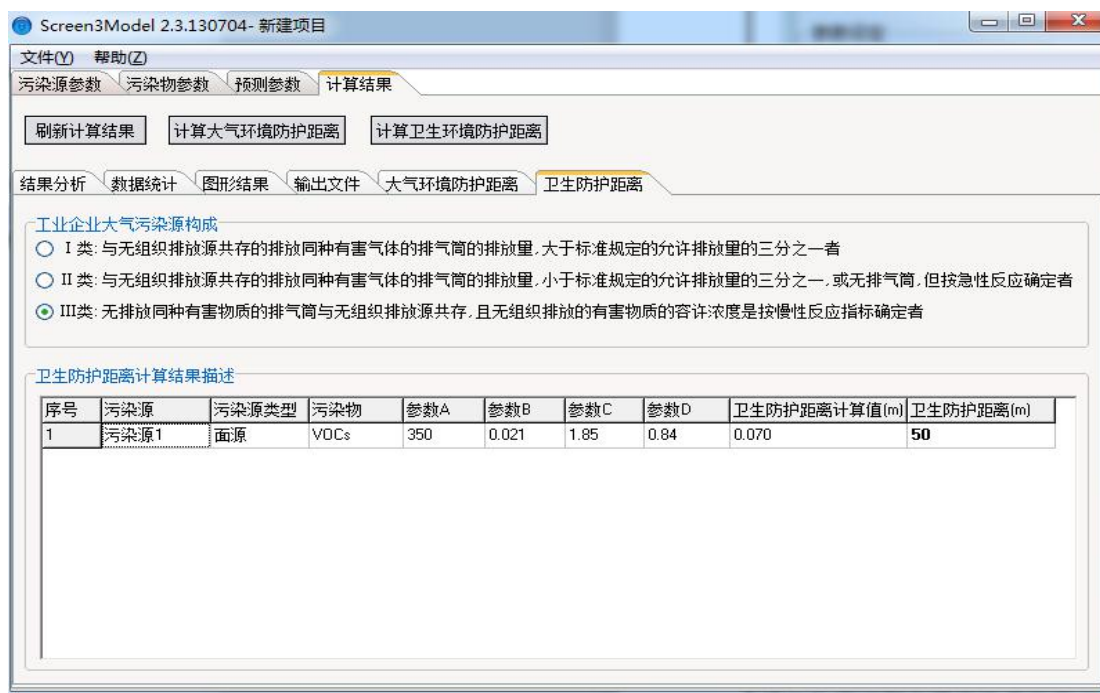 Screen3Model 2.3.130704- 新建项目
文件(Y) 帮助(Z)
污染源参数 污染物参数 预测参数 计算结果
刷新计算结果 计算大气环境防护距离 计算卫生环境防护距离
结果分析 数据统计 图形结果 输出文件 大气环境防护距离 卫生防护距离
工业企业大气污染源构成
I 类: 与无组织排放源共存的排放同种有害气体的排气筒的排放量,大于标准规定的允许排放量的三分之一者
II 类: 与无组织排放源共存的排放同种有害气体的排气筒的排放量,小于标准规定的允许排放量的三分之一,或无排气筒,但按急性反应确定者
III类: 无排放同种有害物质的排气筒与无组织排放源共存,且无组织排放的有害物质的容许浓度是按慢性反应指标确定者
卫生防护距离计算结果描述
序号 污染源 污染源类型 污染物 参数A 参数B 参数C 参数D 卫生防护距离计算值(m) 卫生防护距离(m)
1 污染源1 面源 VOCs 350 0.021 1.85 0.84 0.070 50